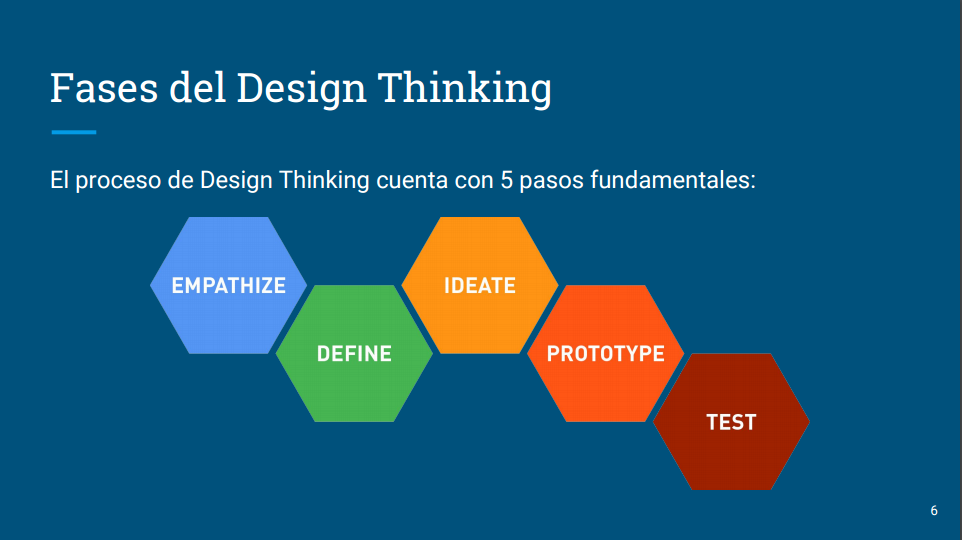 Fases del Design Thinking
El proceso de Design Thinking cuenta con 5 pasos fundamentales:
EMPATHIZE
DEFINE
IDEATE
PROTOTYPE
TEST
6